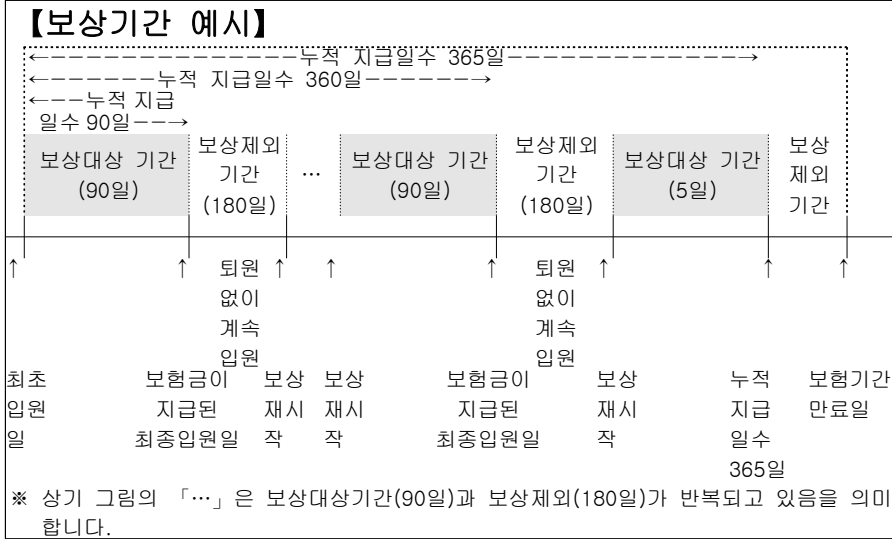 【보상기간 예시】
←――――――――――――――누적 지급일수 365일―――――――――――――→
←――――――누적 지급일수 360일――――――→
←――누적 지급
일수 90일――→
보상대상 기간
(90일)
보상제외
기간
(180일)
…
보상대상 기간
(90일)
보상제외
기간
(180일)
보상대상 기간
(5일)
보상
제외
기간
↑ ↑ 퇴원 ↑ ↑ ↑ 퇴원 ↑ ↑ ↑
없이 없이
계속 계속
입원 입원
최초 보험금이 보상 보상 보험금이 보상 누적 보험기간
입원 지급된 재시 재시 지급된 재시 지급 만료일
일 최종입원일 작 작 최종입원일 작 일수
365일
※ 상기 그림의 「…」은 보상대상기간(90일)과 보상제외(180일)가 반복되고 있음을 의미
합니다.